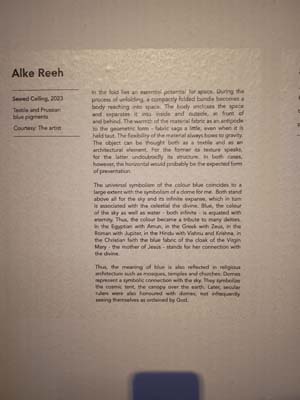 Alke Reeh
Sewed Ceiling, 2023
Textile and Prussian
blue pigments
Courtesy: The artist
In the fold lies an essential potential for space. During the
process of unfolding, a compactly folded bundle becomes a
body reaching into space. The body encloses the space
and separates it into inside and outside, in front of
and behind. The warmth of the material fabric as an antipode
to the geometric form - fabric sags a little, even when it is
held taut. The flexibility of the material always bows to gravity.
The object can be thought both as a textile and as an
architectural element. For the former its texture speaks,
for the latter undoubtedly its structure. In both cases,
however, the horizontal would probably be the expected form
of presentation.
The universal symbolism of the colour blue coincides to a
large extent with the symbolism of a dome for me. Both stand
above all for the sky and its infinite expanse, which in turn
is associated with the celestial the divine. Blue, the colour
of the sky as well as water - both infinite - is equated with
eternity. Thus, the colour became a tribute to many deities.
In the Egyptian with Amun, in the Greek with Zeus, in the
Roman with Jupiter, in the Hindu with Vishnu and Krishna, in
the Christian faith the blue fabric of the cloak of the Virgin
Mary - the mother of Jesus - stands for her connection with
the divine.
Thus, the meaning of blue is also reflected in religious
architecture such as mosques, temples and churches: Domes
represent a symbolic connection with the sky. They symbolize
the cosmic tent, the canopy over the earth. Later, secular
rulers were also honoured with domes; not infrequently
seeing themselves as ordained by God.